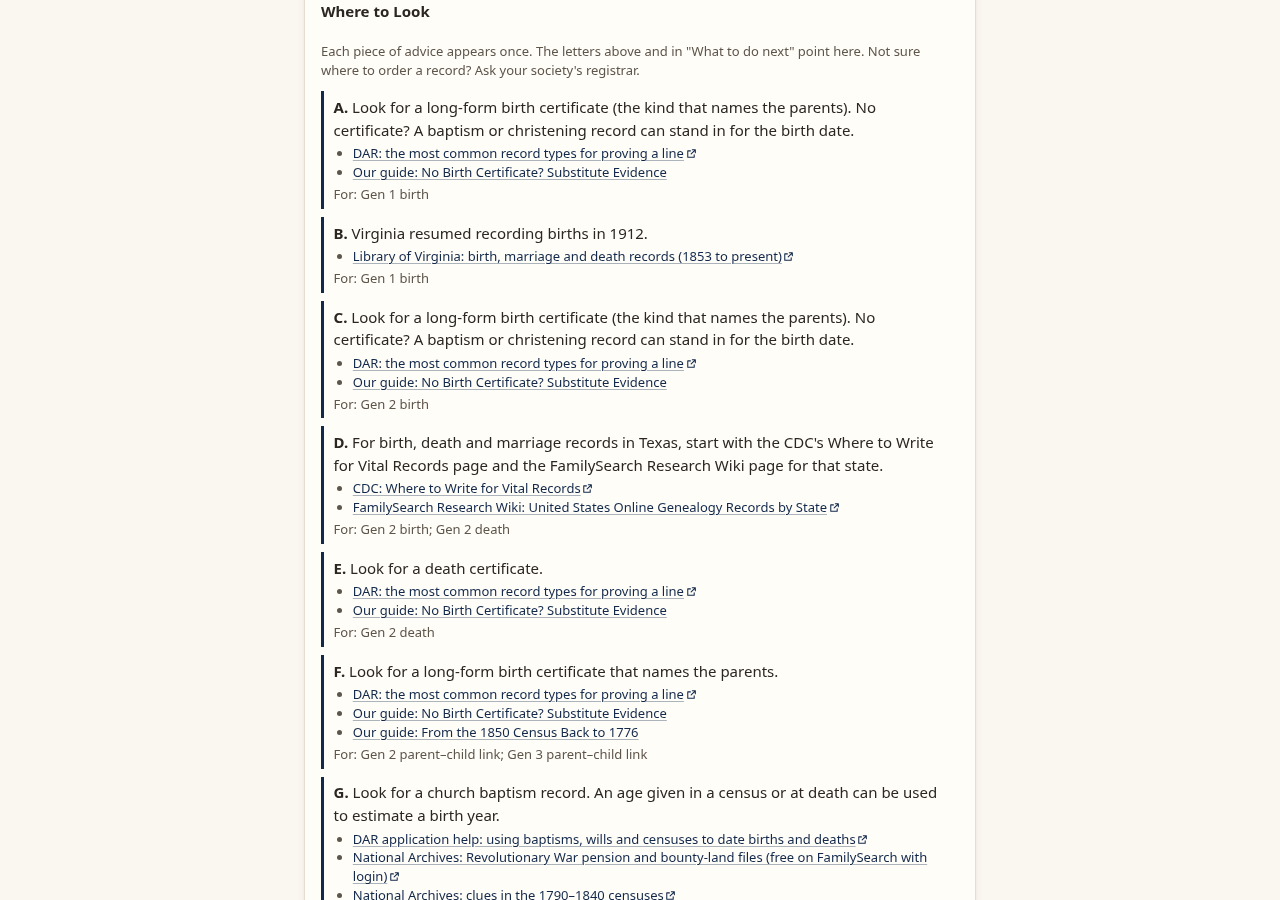 Where to Look
Each piece of advice appears once. The letters above and in "What to do next" point here. Not sure
where to order a record? Ask your society's registrar.
A. Look for a long-form birth certificate (the kind that names the parents). No
certificate? A baptism or christening record can stand in for the birth date.
DAR: the most common record types for proving a line
Our guide: No Birth Certificate? Substitute Evidence
For: Gen 1 birth
B. Virginia resumed recording births in 1912.
Library of Virginia: birth, marriage and death records (1853 to present)
For: Gen 1 birth
C. Look for a long-form birth certificate (the kind that names the parents). No
certificate? A baptism or christening record can stand in for the birth date.
DAR: the most common record types for proving a line
Our guide: No Birth Certificate? Substitute Evidence
For: Gen 2 birth
D. For birth, death and marriage records in Texas, start with the CDC's Where to Write
for Vital Records page and the FamilySearch Research Wiki page for that state.
CDC: Where to Write for Vital Records
FamilySearch Research Wiki: United States Online Genealogy Records by State
For: Gen 2 birth; Gen 2 death
E. Look for a death certificate.
DAR: the most common record types for proving a line
Our guide: No Birth Certificate? Substitute Evidence
For: Gen 2 death
F. Look for a long-form birth certificate that names the parents.
DAR: the most common record types for proving a line
Our guide: No Birth Certificate? Substitute Evidence
Our guide: From the 1850 Census Back to 1776
For: Gen 2 parent–child link; Gen 3 parent–child link
G. Look for a church baptism record. An age given in a census or at death can be used
to estimate a birth year.
DAR application help: using baptisms, wills and censuses to date births and deaths
National Archives: Revolutionary War pension and bounty-land files (free on FamilySearch with
login)
National Archives: clues in the 1790–1840 censuses